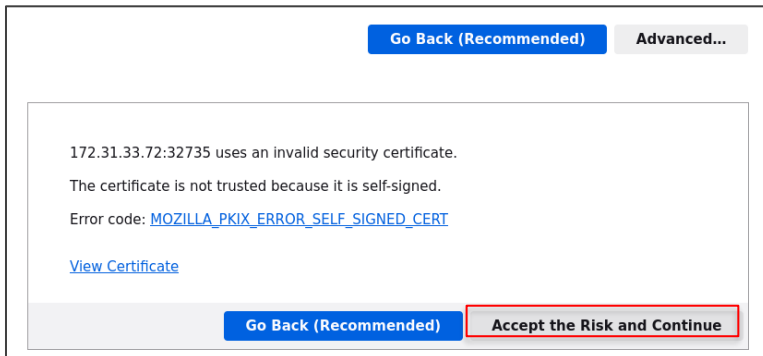 Go Back (Recommended) Advanced...
172.31.33.72:32735 uses an invalid security certificate.
The certificate is not trusted because it is self-signed.
Error code: MOZILLA_PKIX_ERROR_SELF_SIGNED_CERT
View Certificate
Go Back (Recommended) Accept the Risk and Continue